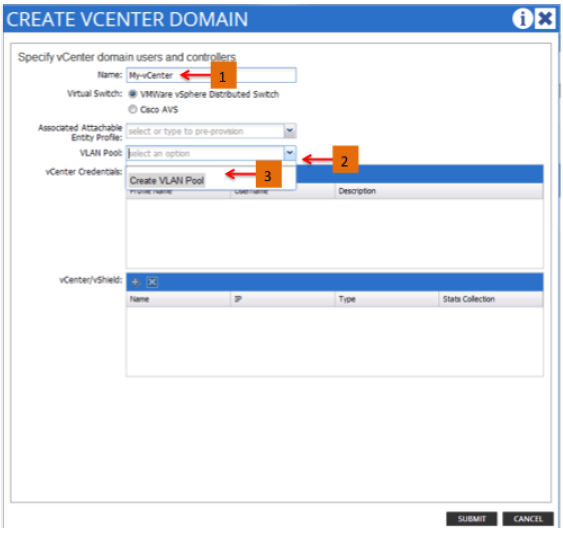 CREATE VCENTER DOMAIN
i
Specify vCenter domain users and controllers
Name: My-vCenter 1
Virtual Switch: VMWare vSphere Distributed Switch
Cisco AVS
Associated Attachable Entity Profile: select or type to pre-provision
VLAN Pool: select an option 2
Create VLAN Pool 3
vCenter Credentials:
Profile Name Username Description
vCenter/vShield:
Name IP Type Stats Collection
SUBMIT CANCEL